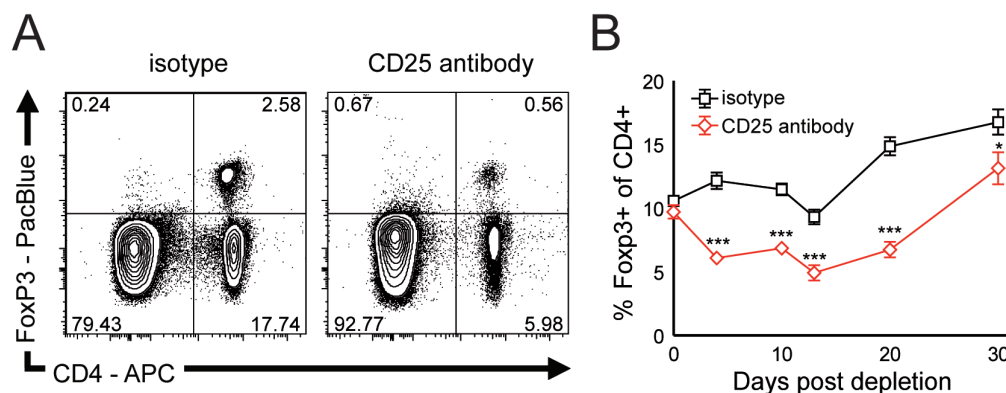 A
isotype
CD25 antibody
0.24
2.58
79.43
17.74
0.67
0.56
92.77
5.98
FoxP3 - PacBlue
CD4 - APC
B
isotype
CD25 antibody
% Foxp3+ of CD4+
20
15
10
5
0
***
***
***
***
*
0
10
20
30
Days post depletion